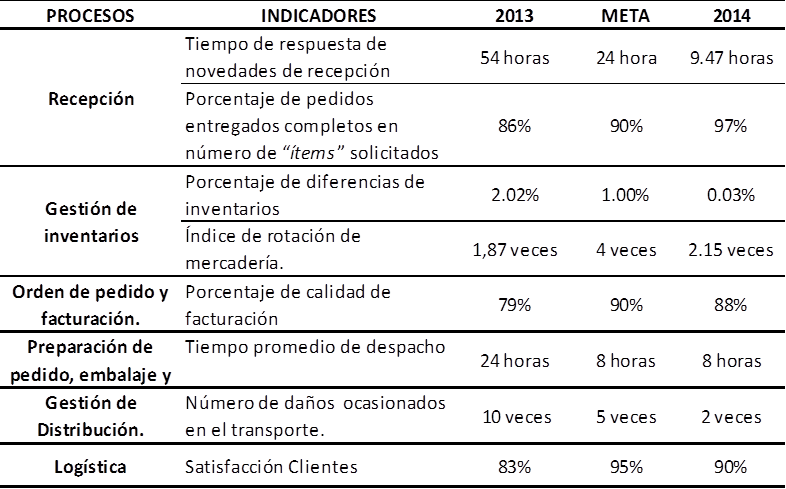 PROCESOS INDICADORES 2013 META 2014
Recepción
Tiempo de respuesta de
novedades de recepción
54 horas 24 hora 9.47 horas
Porcentaje de pedidos
entregados completos en
número de “ítems” solicitados
86% 90% 97%
Gestión de
inventarios
Porcentaje de diferencias de
inventarios
2.02% 1.00% 0.03%
Índice de rotación de
mercadería.
1,87 veces 4 veces 2.15 veces
Orden de pedido y
facturación.
Porcentaje de calidad de
facturación
79% 90% 88%
Preparación de
pedido, embalaje y
Tiempo promedio de despacho
24 horas 8 horas 8 horas
Gestión de
Distribución.
Número de daños ocasionados
en el transporte.
10 veces 5 veces 2 veces
Logística Satisfacción Clientes 83% 95% 90%